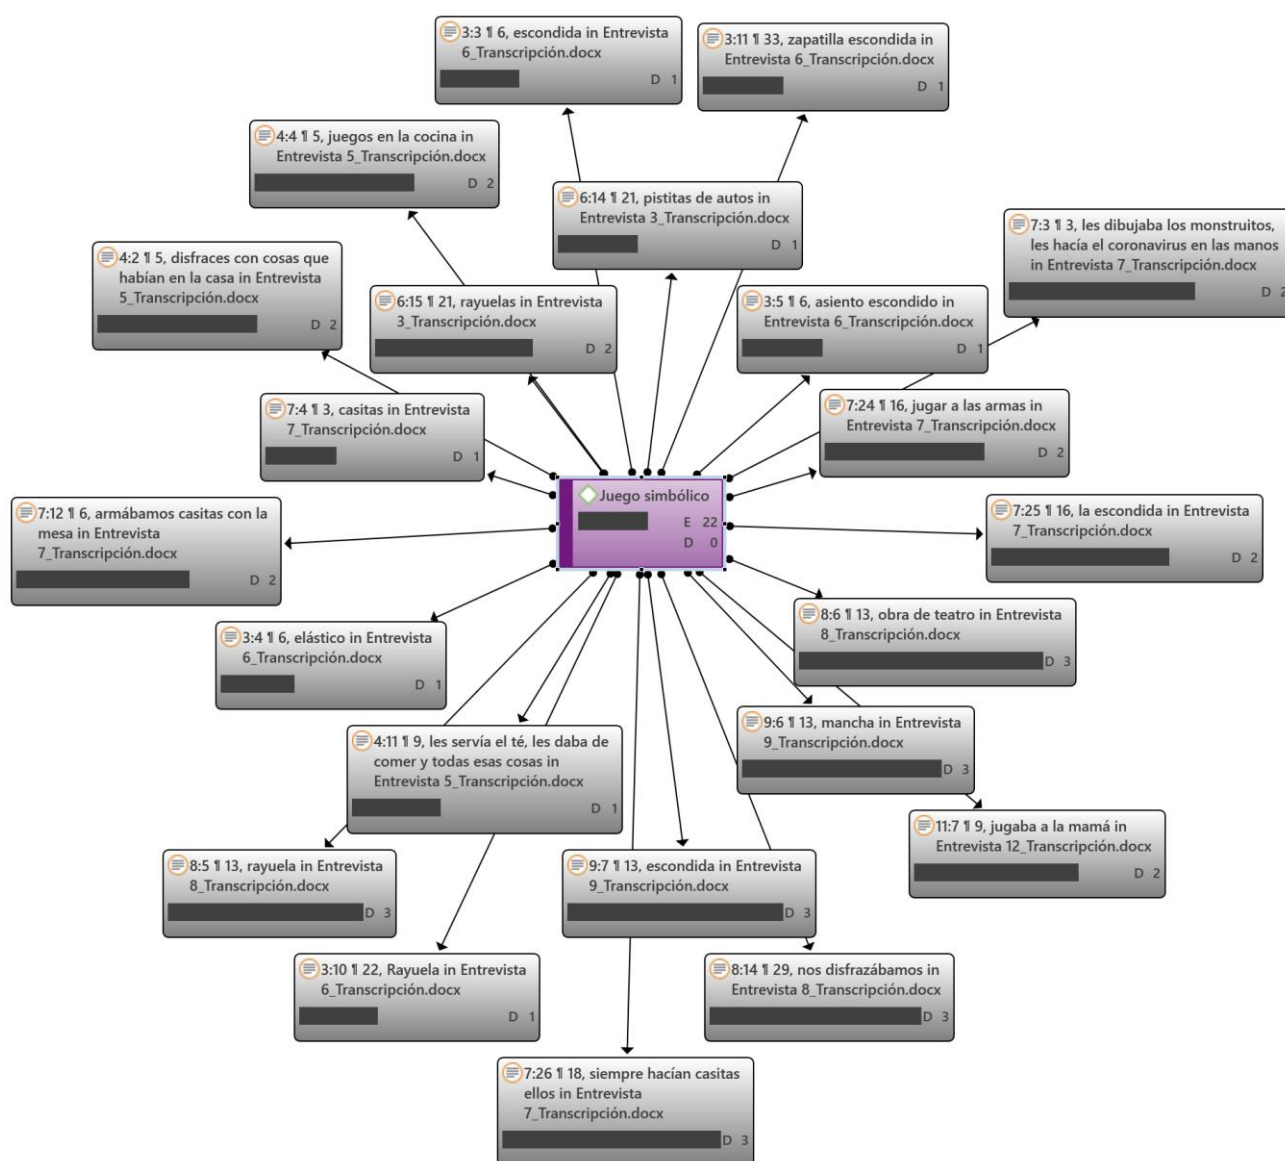 3:3 ¶ 6, escondida in Entrevista
6_Transcripción.docx
D 1
3:11 ¶ 33, zapatilla escondida in
Entrevista 6_Transcripción.docx
D 1
4:4 ¶ 5, juegos en la cocina in
Entrevista 5_Transcripción.docx
D 2
6:14 ¶ 21, pistitas de autos in
Entrevista 3_Transcripción.docx
D 1
7:3 ¶ 3, les dibujaba los monstruitos,
les hacía el coronavirus en las manos
in Entrevista 7_Transcripción.docx
D 2
4:2 ¶ 5, disfraces con cosas que
habían en la casa in Entrevista
5_Transcripción.docx
D 2
6:15 ¶ 21, rayuelas in Entrevista
3_Transcripción.docx
D 2
3:5 ¶ 6, asiento escondido in
Entrevista 6_Transcripción.docx
D 1
7:4 ¶ 3, casitas in Entrevista
7_Transcripción.docx
D 1
7:24 ¶ 16, jugar a las armas in
Entrevista 7_Transcripción.docx
D 2
Juego simbólico
E 22
D 0
7:12 ¶ 6, armábamos casitas con la
mesa in Entrevista
7_Transcripción.docx
D 2
7:25 ¶ 16, la escondida in Entrevista
7_Transcripción.docx
D 2
3:4 ¶ 6, elástico in Entrevista
6_Transcripción.docx
D 1
8:6 ¶ 13, obra de teatro in Entrevista
8_Transcripción.docx
D 3
4:11 ¶ 9, les servía el té, les daba de
comer y todas esas cosas in
Entrevista 5_Transcripción.docx
D 1
9:6 ¶ 13, mancha in Entrevista
9_Transcripción.docx
D 3
11:7 ¶ 9, jugaba a la mamá in
Entrevista 12_Transcripción.docx
D 2
8:5 ¶ 13, rayuela in Entrevista
8_Transcripción.docx
D 3
9:7 ¶ 13, escondida in Entrevista
9_Transcripción.docx
D 3
3:10 ¶ 22, Rayuela in Entrevista
6_Transcripción.docx
D 1
8:14 ¶ 29, nos disfrazábamos in
Entrevista 8_Transcripción.docx
D 3
7:26 ¶ 18, siempre hacían casitas
ellos in Entrevista
7_Transcripción.docx
D 3